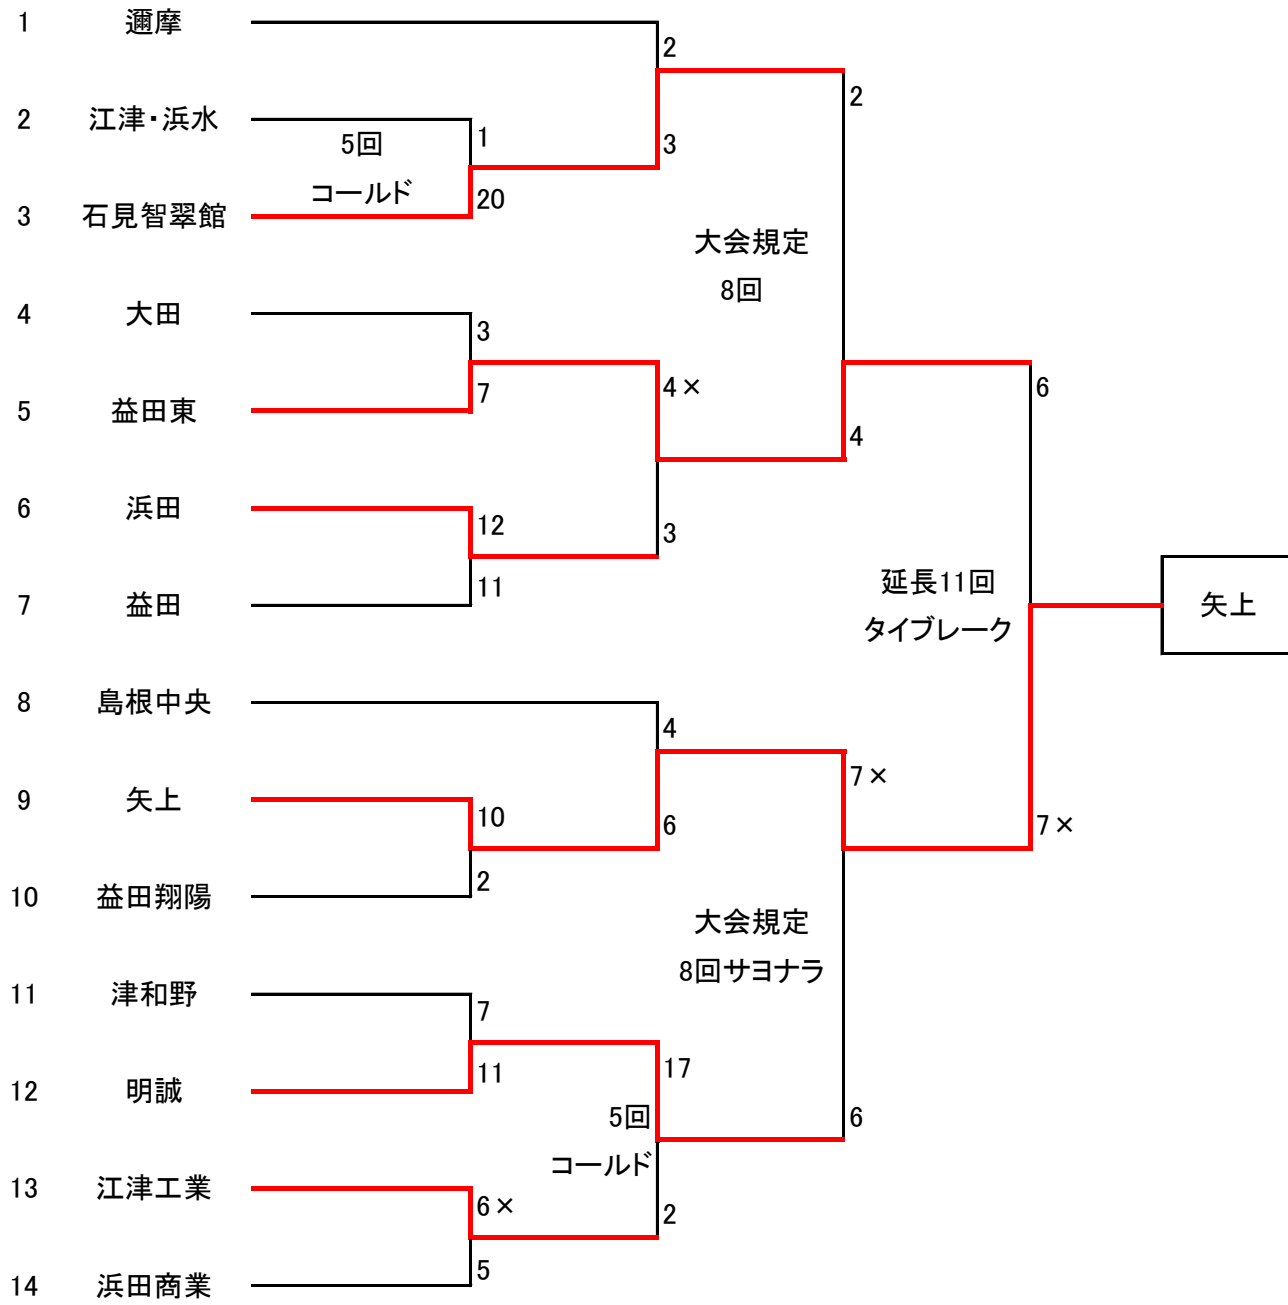 1 邇摩
2
2 江津・浜水
5回
コールド
1
20
3 石見智翠館
3
2
大会規定
8回
4 大田
3
7
5 益田東
4×
4
6
6 浜田
12
11
3
7 益田
延長11回
タイブレーク
矢上
8 島根中央
4
7×
9 矢上
10
2
6
7×
10 益田翔陽
大会規定
8回サヨナラ
11 津和野
7
11
12 明誠
17
5回
コールド
6
13 江津工業
6×
5
2
14 浜田商業